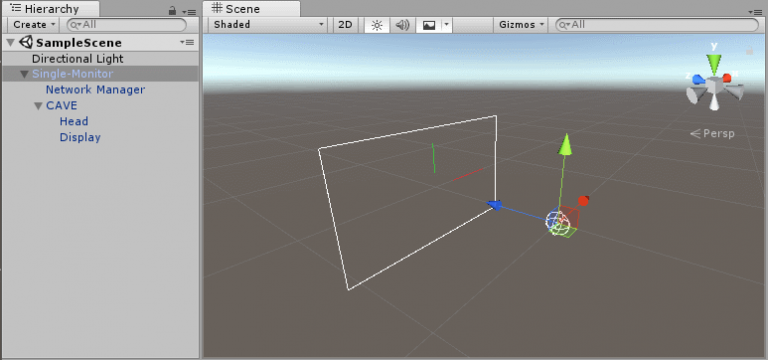 Hierarchy
Create
All
SampleScene
Directional Light
Single-Monitor
Network Manager
CAVE
Head
Display
Scene
Shaded
2D
Gizmos
All
y
Persp